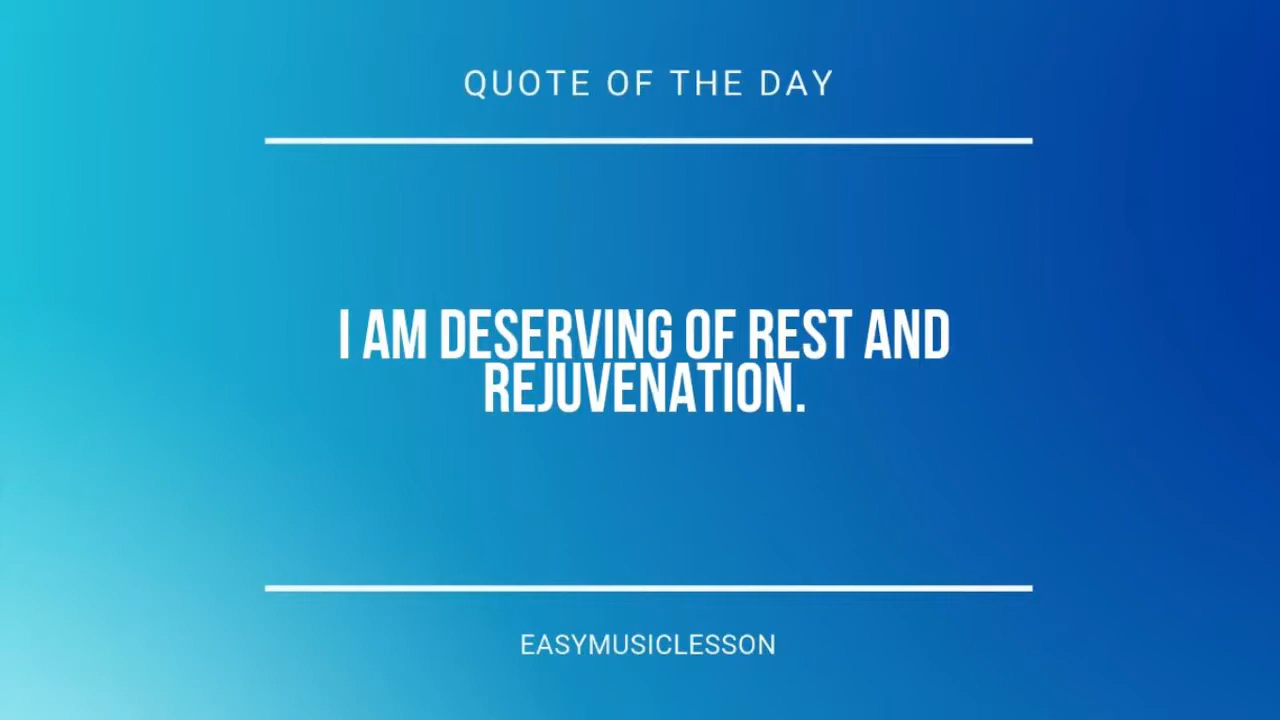 QUOTE OF THE DAY
I AM DESERVING OF REST AND
REJUVENATION.
EASYMUSICLESSON